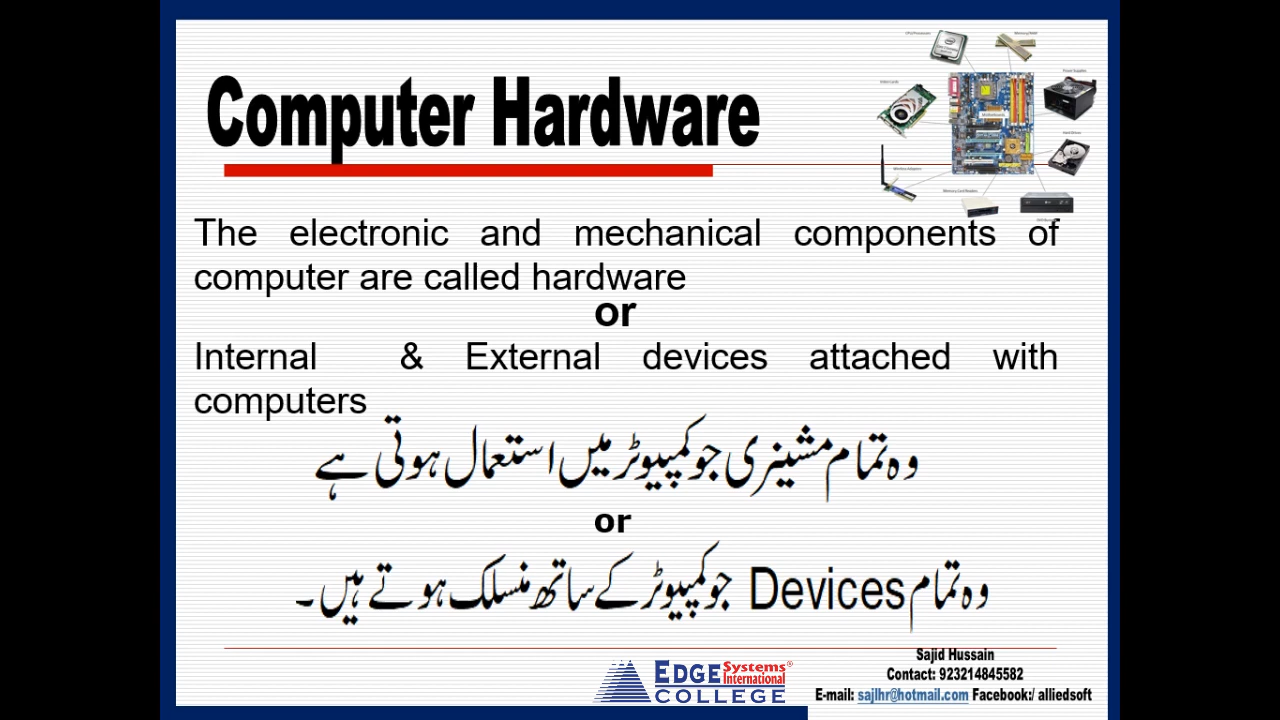 Computer Hardware
Motherboards
The electronic and mechanical components of
computer are called hardware
or
Internal & External devices attached with
computers
وہ تمام مشینری جو کمپیوٹر میں استعمال ہوتی ہے
or
وہ تمام Devices جو کمپیوٹر کے ساتھ منسلک ہوتے ہیں۔
EDGE Systems® International
COLLEGE
Sajid Hussain
Contact: 923214845582
E-mail: sajlhr@hotmail.com Facebook:/ alliedsoft